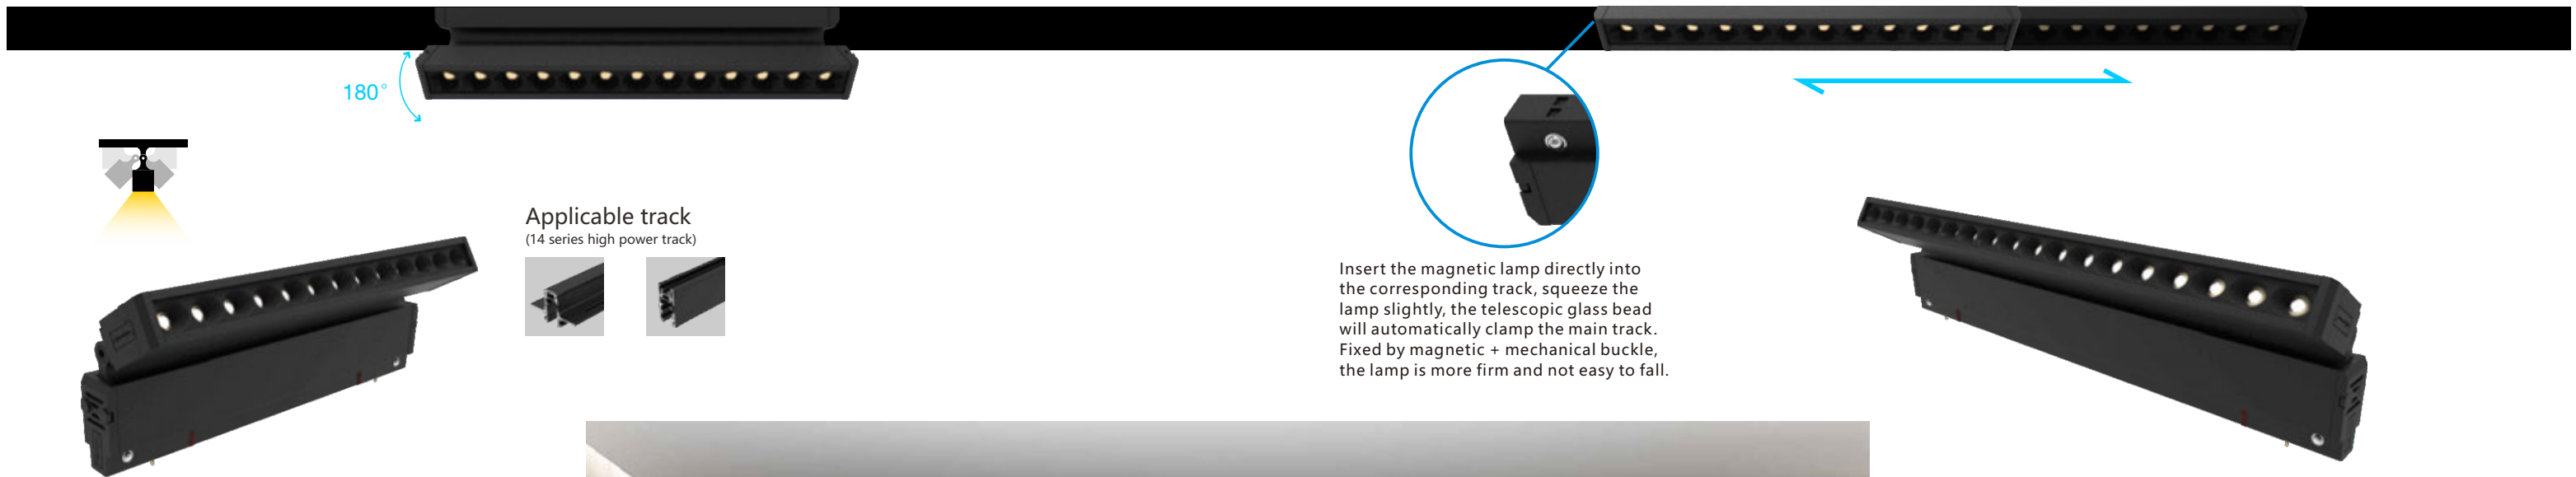 180°
Applicable track
(14 series high power track)
Insert the magnetic lamp directly into
the corresponding track, squeeze the
lamp slightly, the telescopic glass bead
will automatically clamp the main track.
Fixed by magnetic + mechanical buckle,
the lamp is more firm and not easy to fall.